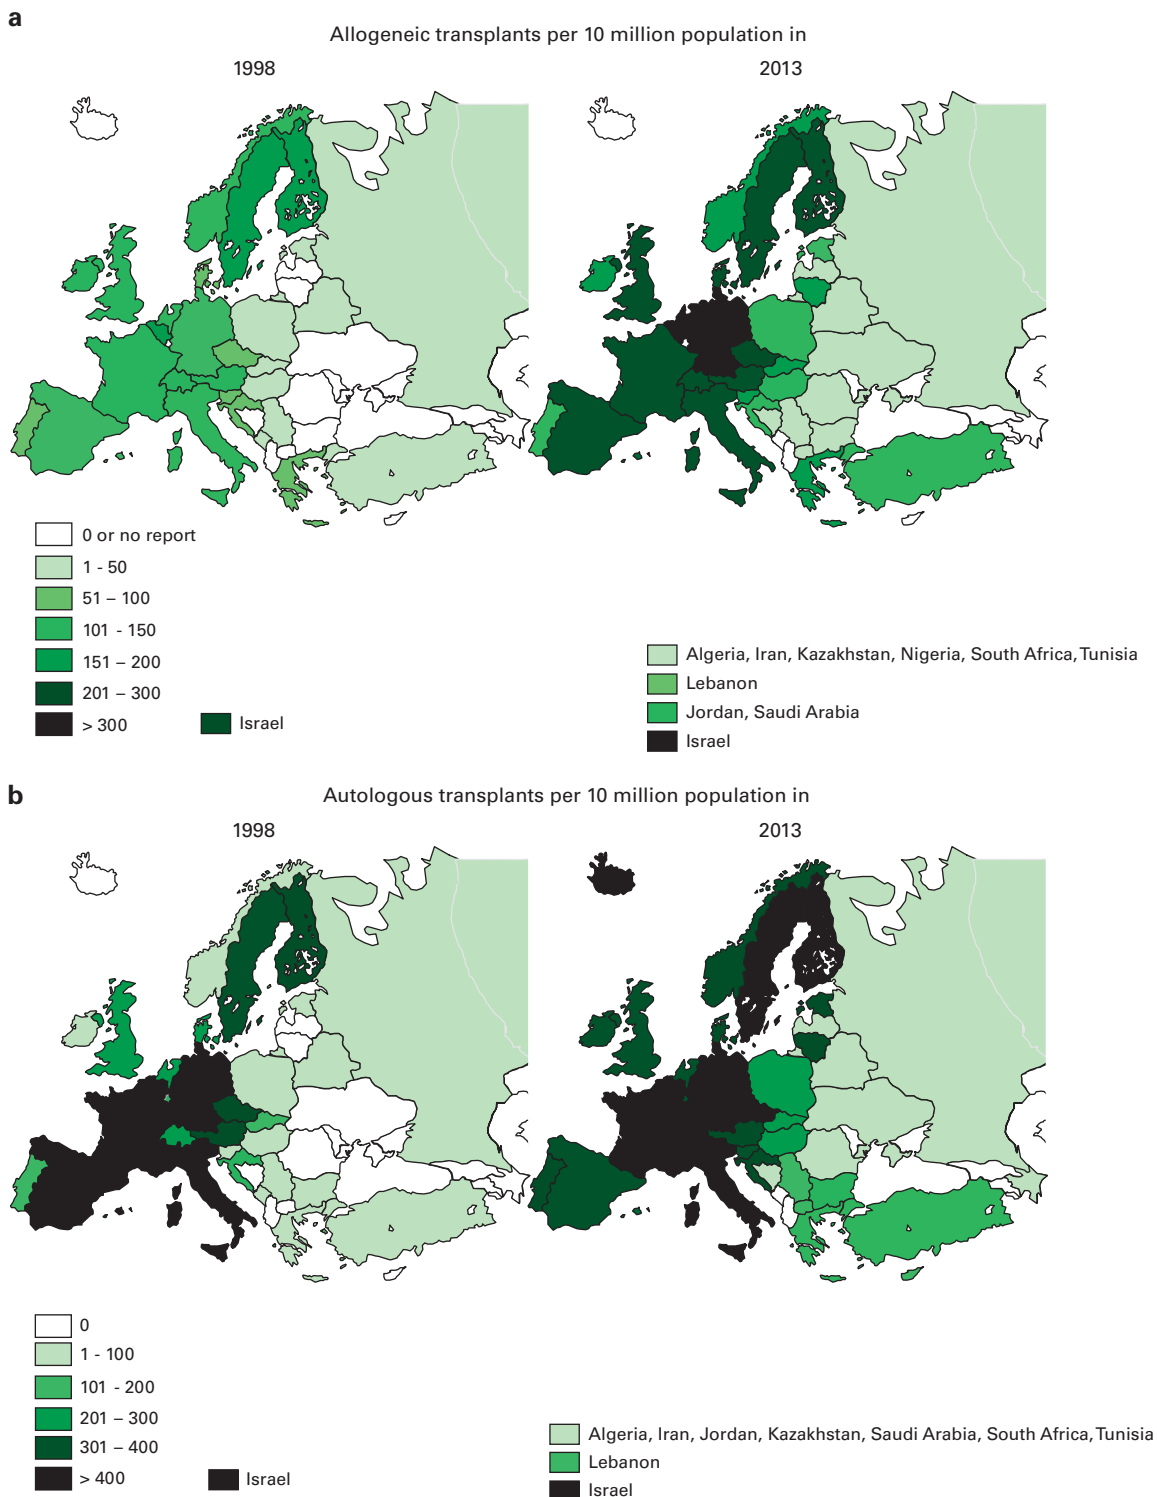 a
Allogeneic transplants per 10 million population in
1998
2013
0 or no report
1 - 50
51 – 100
101 - 150
151 – 200
201 – 300
> 300
Israel
Algeria, Iran, Kazakhstan, Nigeria, South Africa, Tunisia
Lebanon
Jordan, Saudi Arabia
Israel
b
Autologous transplants per 10 million population in
1998
2013
0
1 - 100
101 - 200
201 – 300
301 – 400
> 400
Israel
Algeria, Iran, Jordan, Kazakhstan, Saudi Arabia, South Africa, Tunisia
Lebanon
Israel